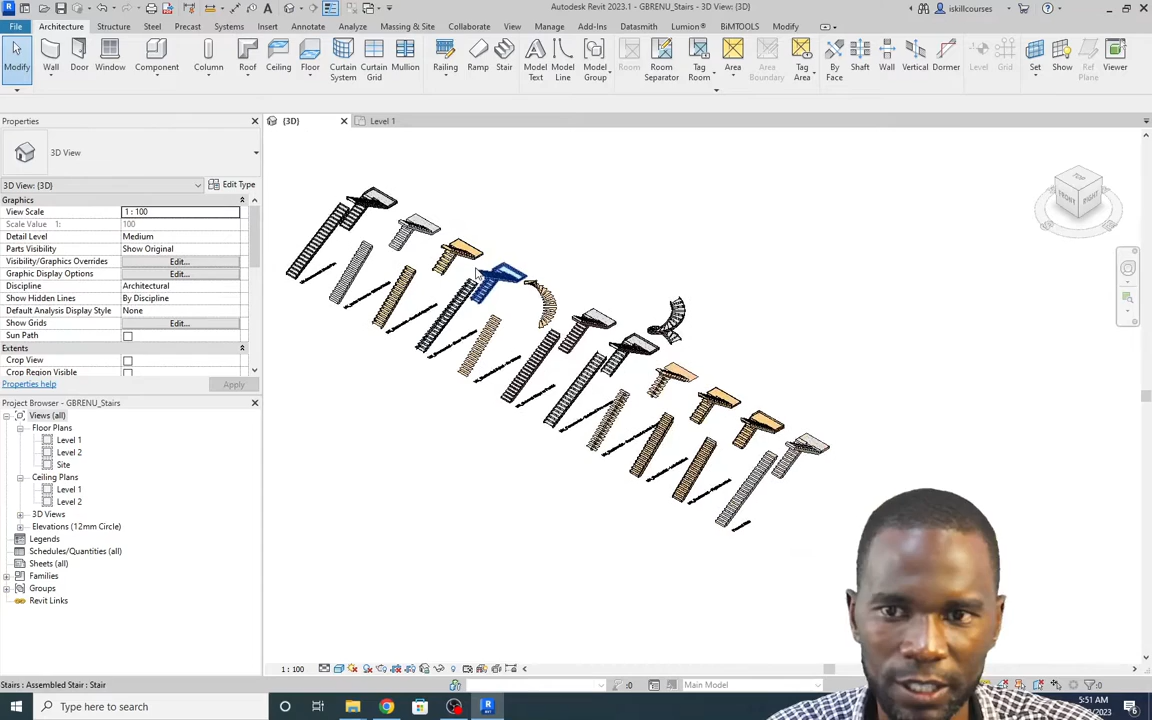 Autodesk Revit 2023.1 - GBRENU_Stairs - 3D View: {3D}
iskillcourses
File Architecture Structure Steel Precast Systems Insert Annotate Analyze Massing & Site Collaborate View Manage Add-Ins Datasmith Lumion® BiMTOOLS Modify
Modify Wall Door Window Component Column Roof Ceiling Floor Curtain System Curtain Grid Mullion Railing Ramp Stair Model Text Model Line Model Group Room Room Separator Tag Room Area Area Boundary Tag Area By Face Shaft Wall Vertical Dormer Level Grid Set Show Ref Plane Viewer
Properties
{3D}
Level 1
3D View
3D View: {3D}
Edit Type
Graphics
View Scale 1 : 100
Scale Value 1: 100
Detail Level Medium
Parts Visibility Show Original
Visibility/Graphics Overrides Edit...
Graphic Display Options Edit...
Discipline Architectural
Show Hidden Lines By Discipline
Default Analysis Display Style None
Show Grids Edit...
Sun Path
Extents
Crop View
Crop Region Visible
Properties help
Apply
Project Browser - GBRENU_Stairs
Views (all)
Floor Plans
Level 1
Level 2
Site
Ceiling Plans
Level 1
Level 2
3D Views
Elevations (12mm Circle)
Legends
Schedules/Quantities (all)
Sheets (all)
Families
Groups
Revit Links
TOP
FRONT
RIGHT
1 : 100
Stairs : Assembled Stair : Stair
:0
Main Model
:0
Type here to search
5:51 AM